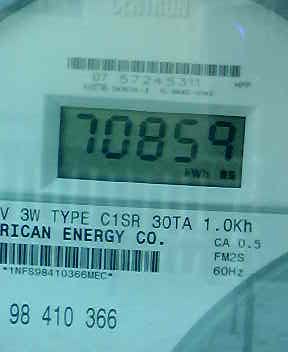 CENTRON
07 57245311
70859
kWh
V 3W TYPE C1SR 30TA 1.0Kh
RICAN ENERGY CO.
CA 0.5
FM2S
60Hz
*1NFS98410366MEC*
98 410 366